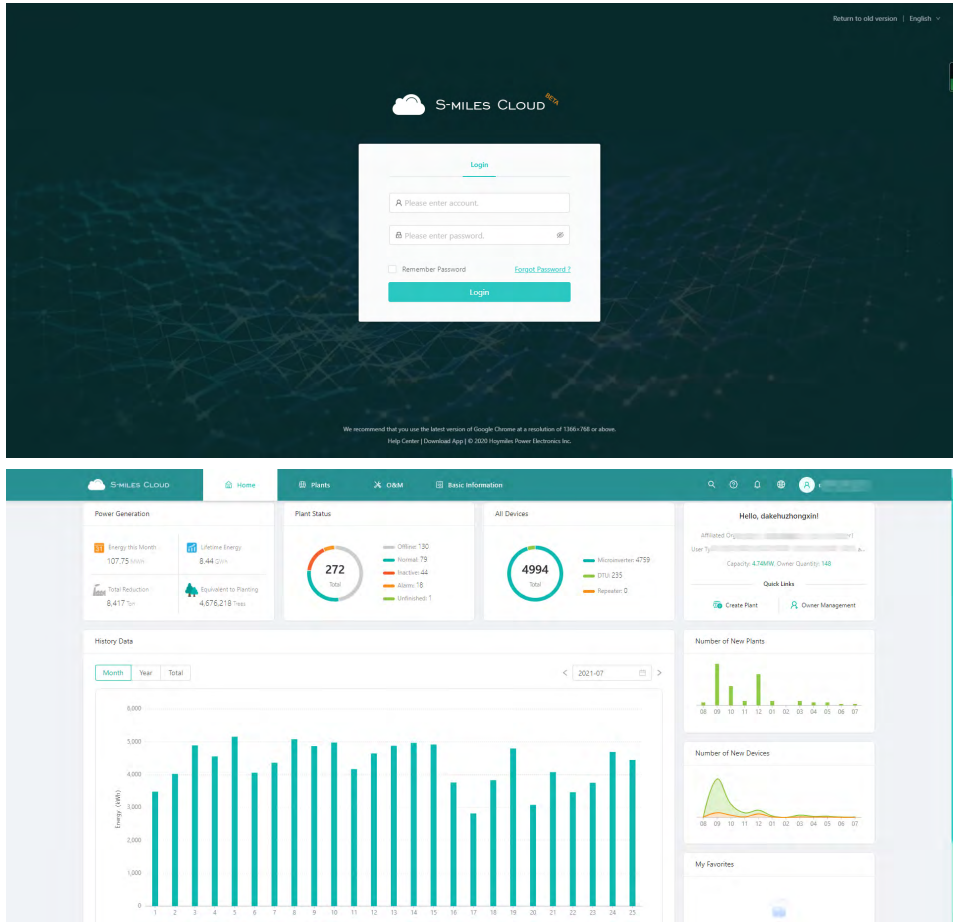 Return to old version | English
S-MILES CLOUD BETA
Login
Please enter account.
Please enter password.
Remember Password Forgot Password ?
Login
We recommend that you use the latest version of Google Chrome at a resolution of 1366×768 or above.
Help Center | Download App | © 2020 Hoymiles Power Electronics Inc.
S-MILES CLOUD Home Plants O&M Basic Information
Power Generation
Energy this Month
107.75 MWh
Lifetime Energy
8.44 GWh
Total Reduction
8,417 Ton
Equivalent to Planting
4,676,218 Trees
Plant Status
272
Total
Offline: 130
Normal: 79
Inactive: 44
Alarm: 18
Unfinished: 1
All Devices
4994
Total
Microinverter: 4759
DTU: 235
Repeater: 0
Hello, dakehuzhongxin!
Affiliated Org
User Ty
Capacity: 4.74MW, Owner Quantity: 148
Quick Links
Create Plant Owner Management
History Data
Month Year Total
2021-07
Energy (kWh)
6,000
5,000
4,000
3,000
2,000
1,000
0
1 2 3 4 5 6 7 8 9 10 11 12 13 14 15 16 17 18 19 20 21 22 23 24 25
Number of New Plants
08 09 10 11 12 01 02 03 04 05 06 07
Number of New Devices
08 09 10 11 12 01 02 03 04 05 06 07
My Favorites